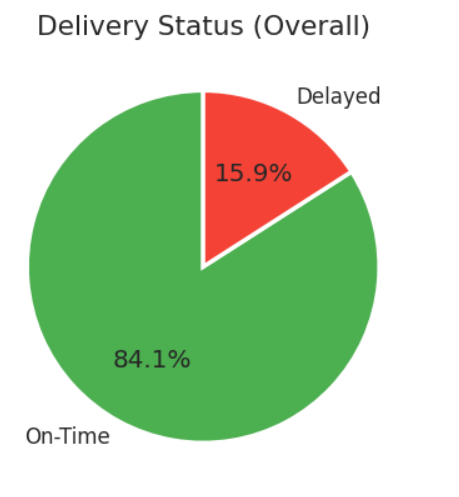 Delivery Status (Overall)
Delayed
15.9%
84.1%
On-Time